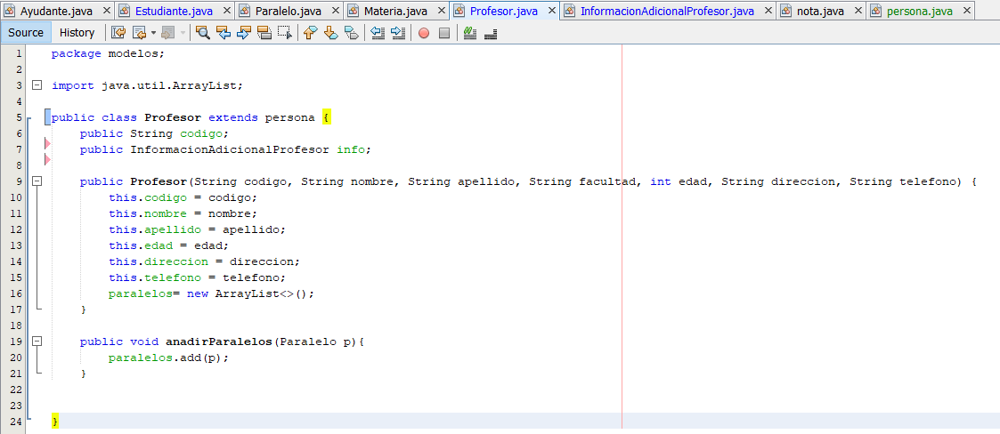 Ayudante.java Estudiante.java Paralelo.java Materia.java Profesor.java InformacionAdicionalProfesor.java nota.java persona.java
Source History
1 package modelos;
2
3 import java.util.ArrayList;
4
5 public class Profesor extends persona {
6 public String codigo;
7 public InformacionAdicionalProfesor info;
8
9 public Profesor(String codigo, String nombre, String apellido, String facultad, int edad, String direccion, String telefono) {
10 this.codigo = codigo;
11 this.nombre = nombre;
12 this.apellido = apellido;
13 this.edad = edad;
14 this.direccion = direccion;
15 this.telefono = telefono;
16 paralelos= new ArrayList<>();
17 }
18
19 public void anadirParalelos(Paralelo p){
20 paralelos.add(p);
21 }
22
23
24 }